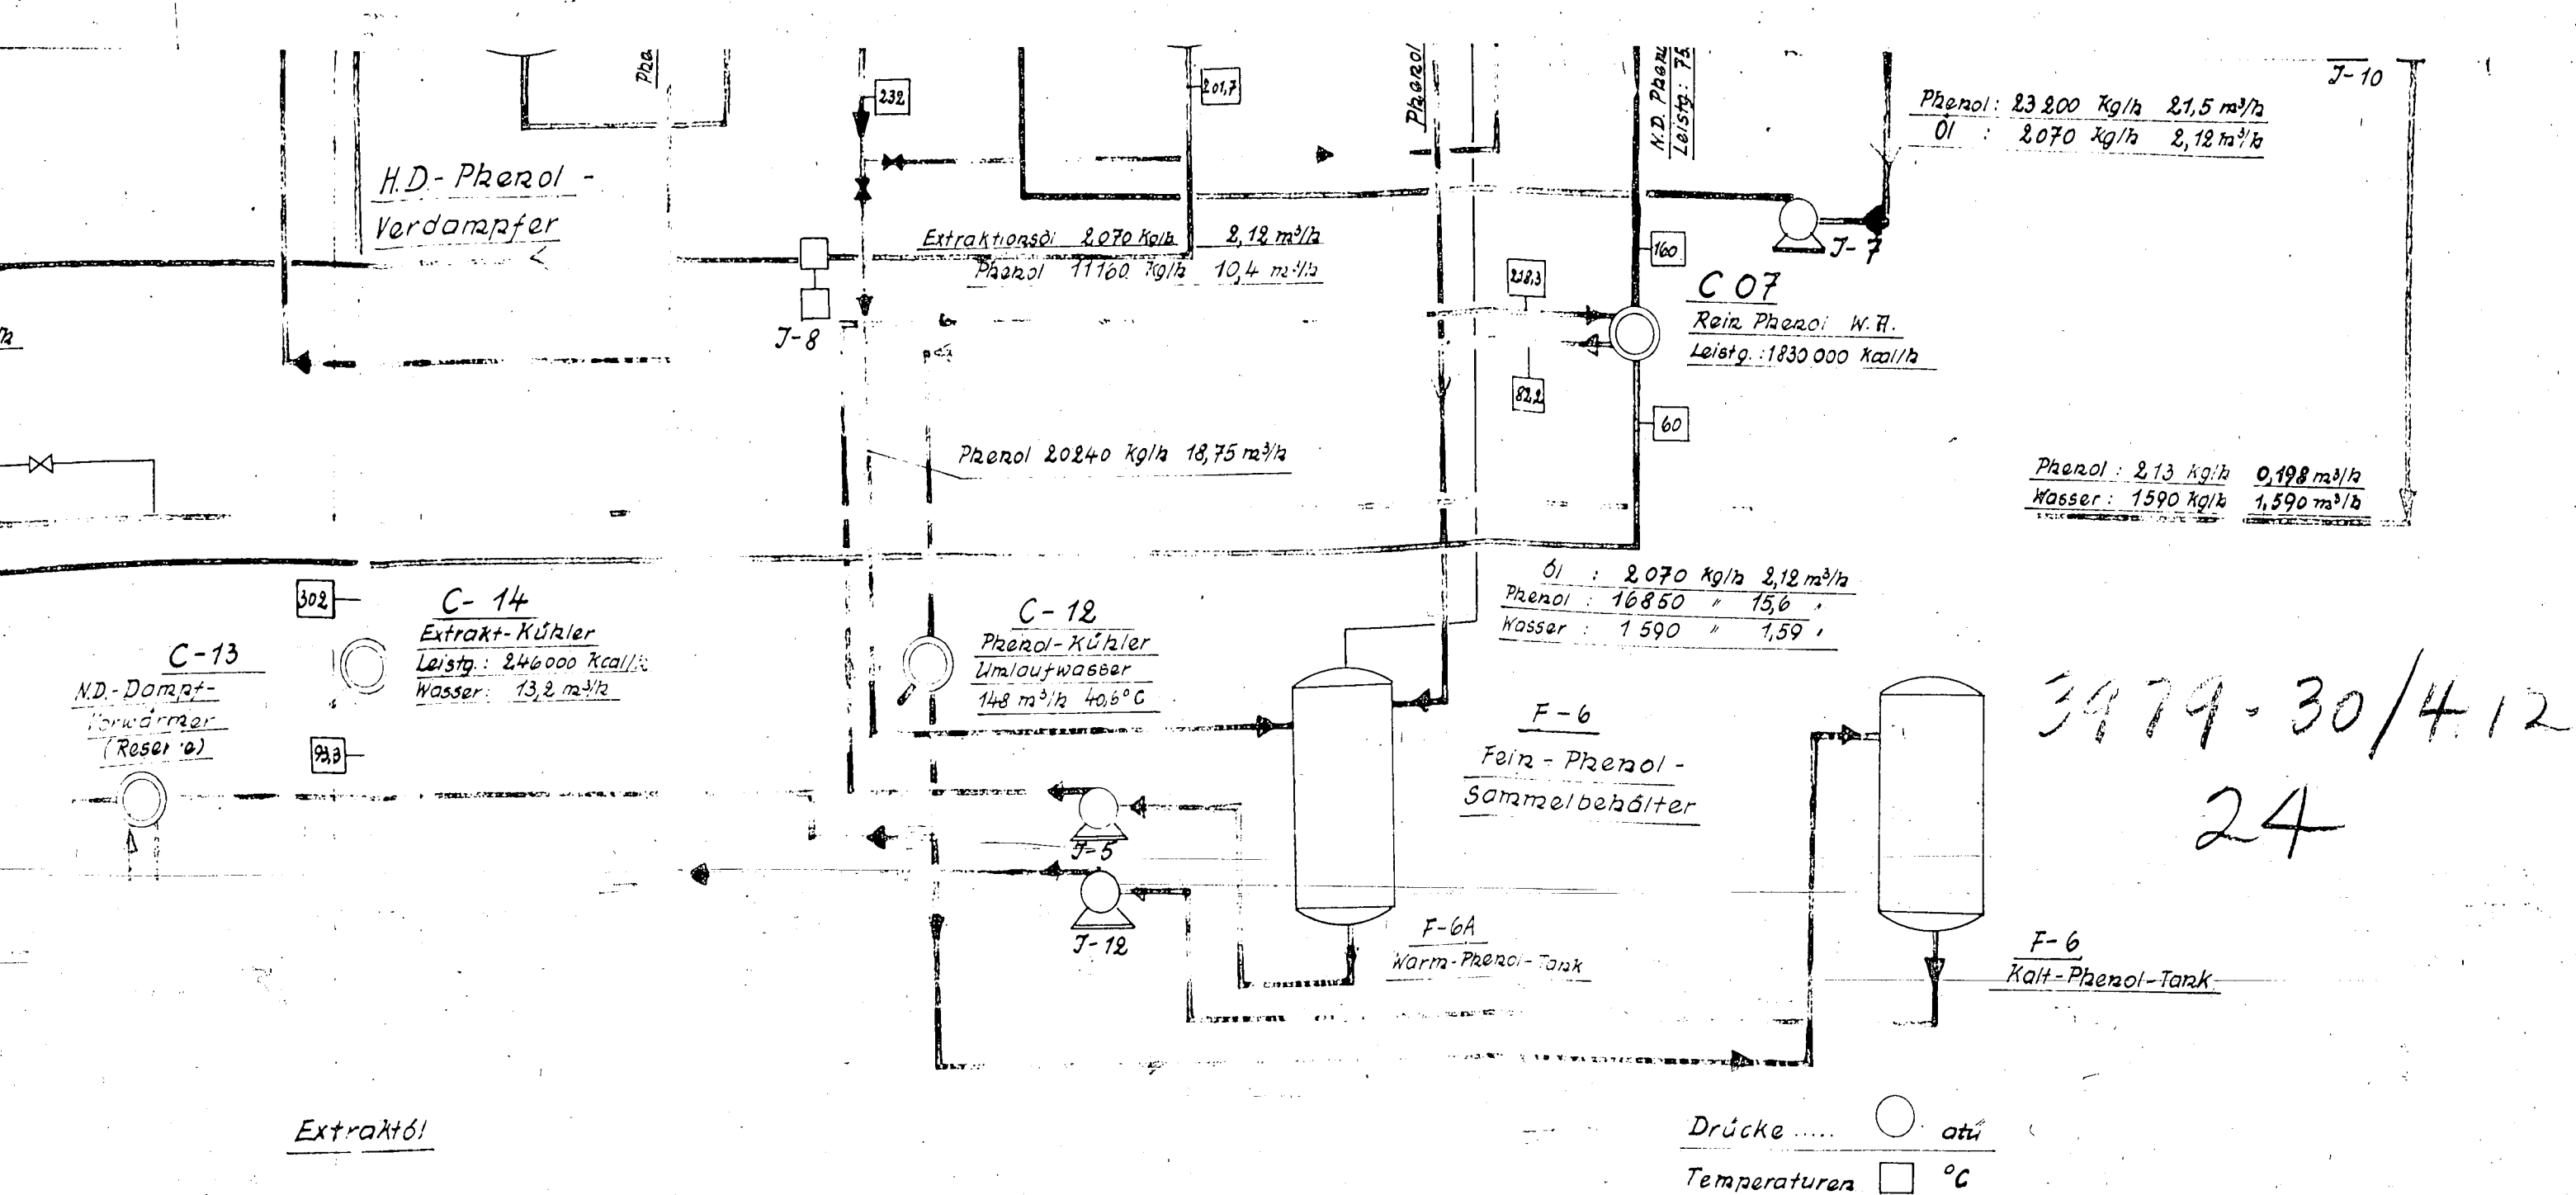 Phenol
N.D. Phenol
Leistg: 75
232
201,7
J-10
Phenol: 23 200 Kg/h 21,5 m³/h
Öl : 2070 Kg/h 2,12 m³/h
H.D.-Phenol-
Verdampfer
Extraktionsöl 2070 Kg/h 2,12 m³/h
Phenol 11160 Kg/h 10,4 m³/h
J-7
160
218,3
C 07
Rein Phenol W.A.
Leistg.: 1830 000 Kcal/h
J-8
82,2
60
Phenol 20240 Kg/h 18,75 m³/h
Phenol : 213 Kg/h 0,198 m³/h
Wasser : 1590 Kg/h 1,590 m³/h
Öl : 2070 Kg/h 2,12 m³/h
Phenol : 16850 " 15,6 "
Wasser : 1590 " 1,59 "
302
C-14
Extrakt-Kühler
Leistg.: 246000 Kcal/h
Wasser: 13,2 m³/h
C-12
Phenol-Kühler
Umlaufwasser
148 m³/h 40,6°C
C-13
N.D.-Dampf-
Vorwärmer
(Reserve)
93,3
F-6
Fein-Phenol-
Sammelbehälter
3979-30/4.12
24
J-5
J-12
F-6A
Warm-Phenol-Tank
F-6
Kalt-Phenol-Tank
Extraktöl
Drücke ..... atü
Temperaturen °C